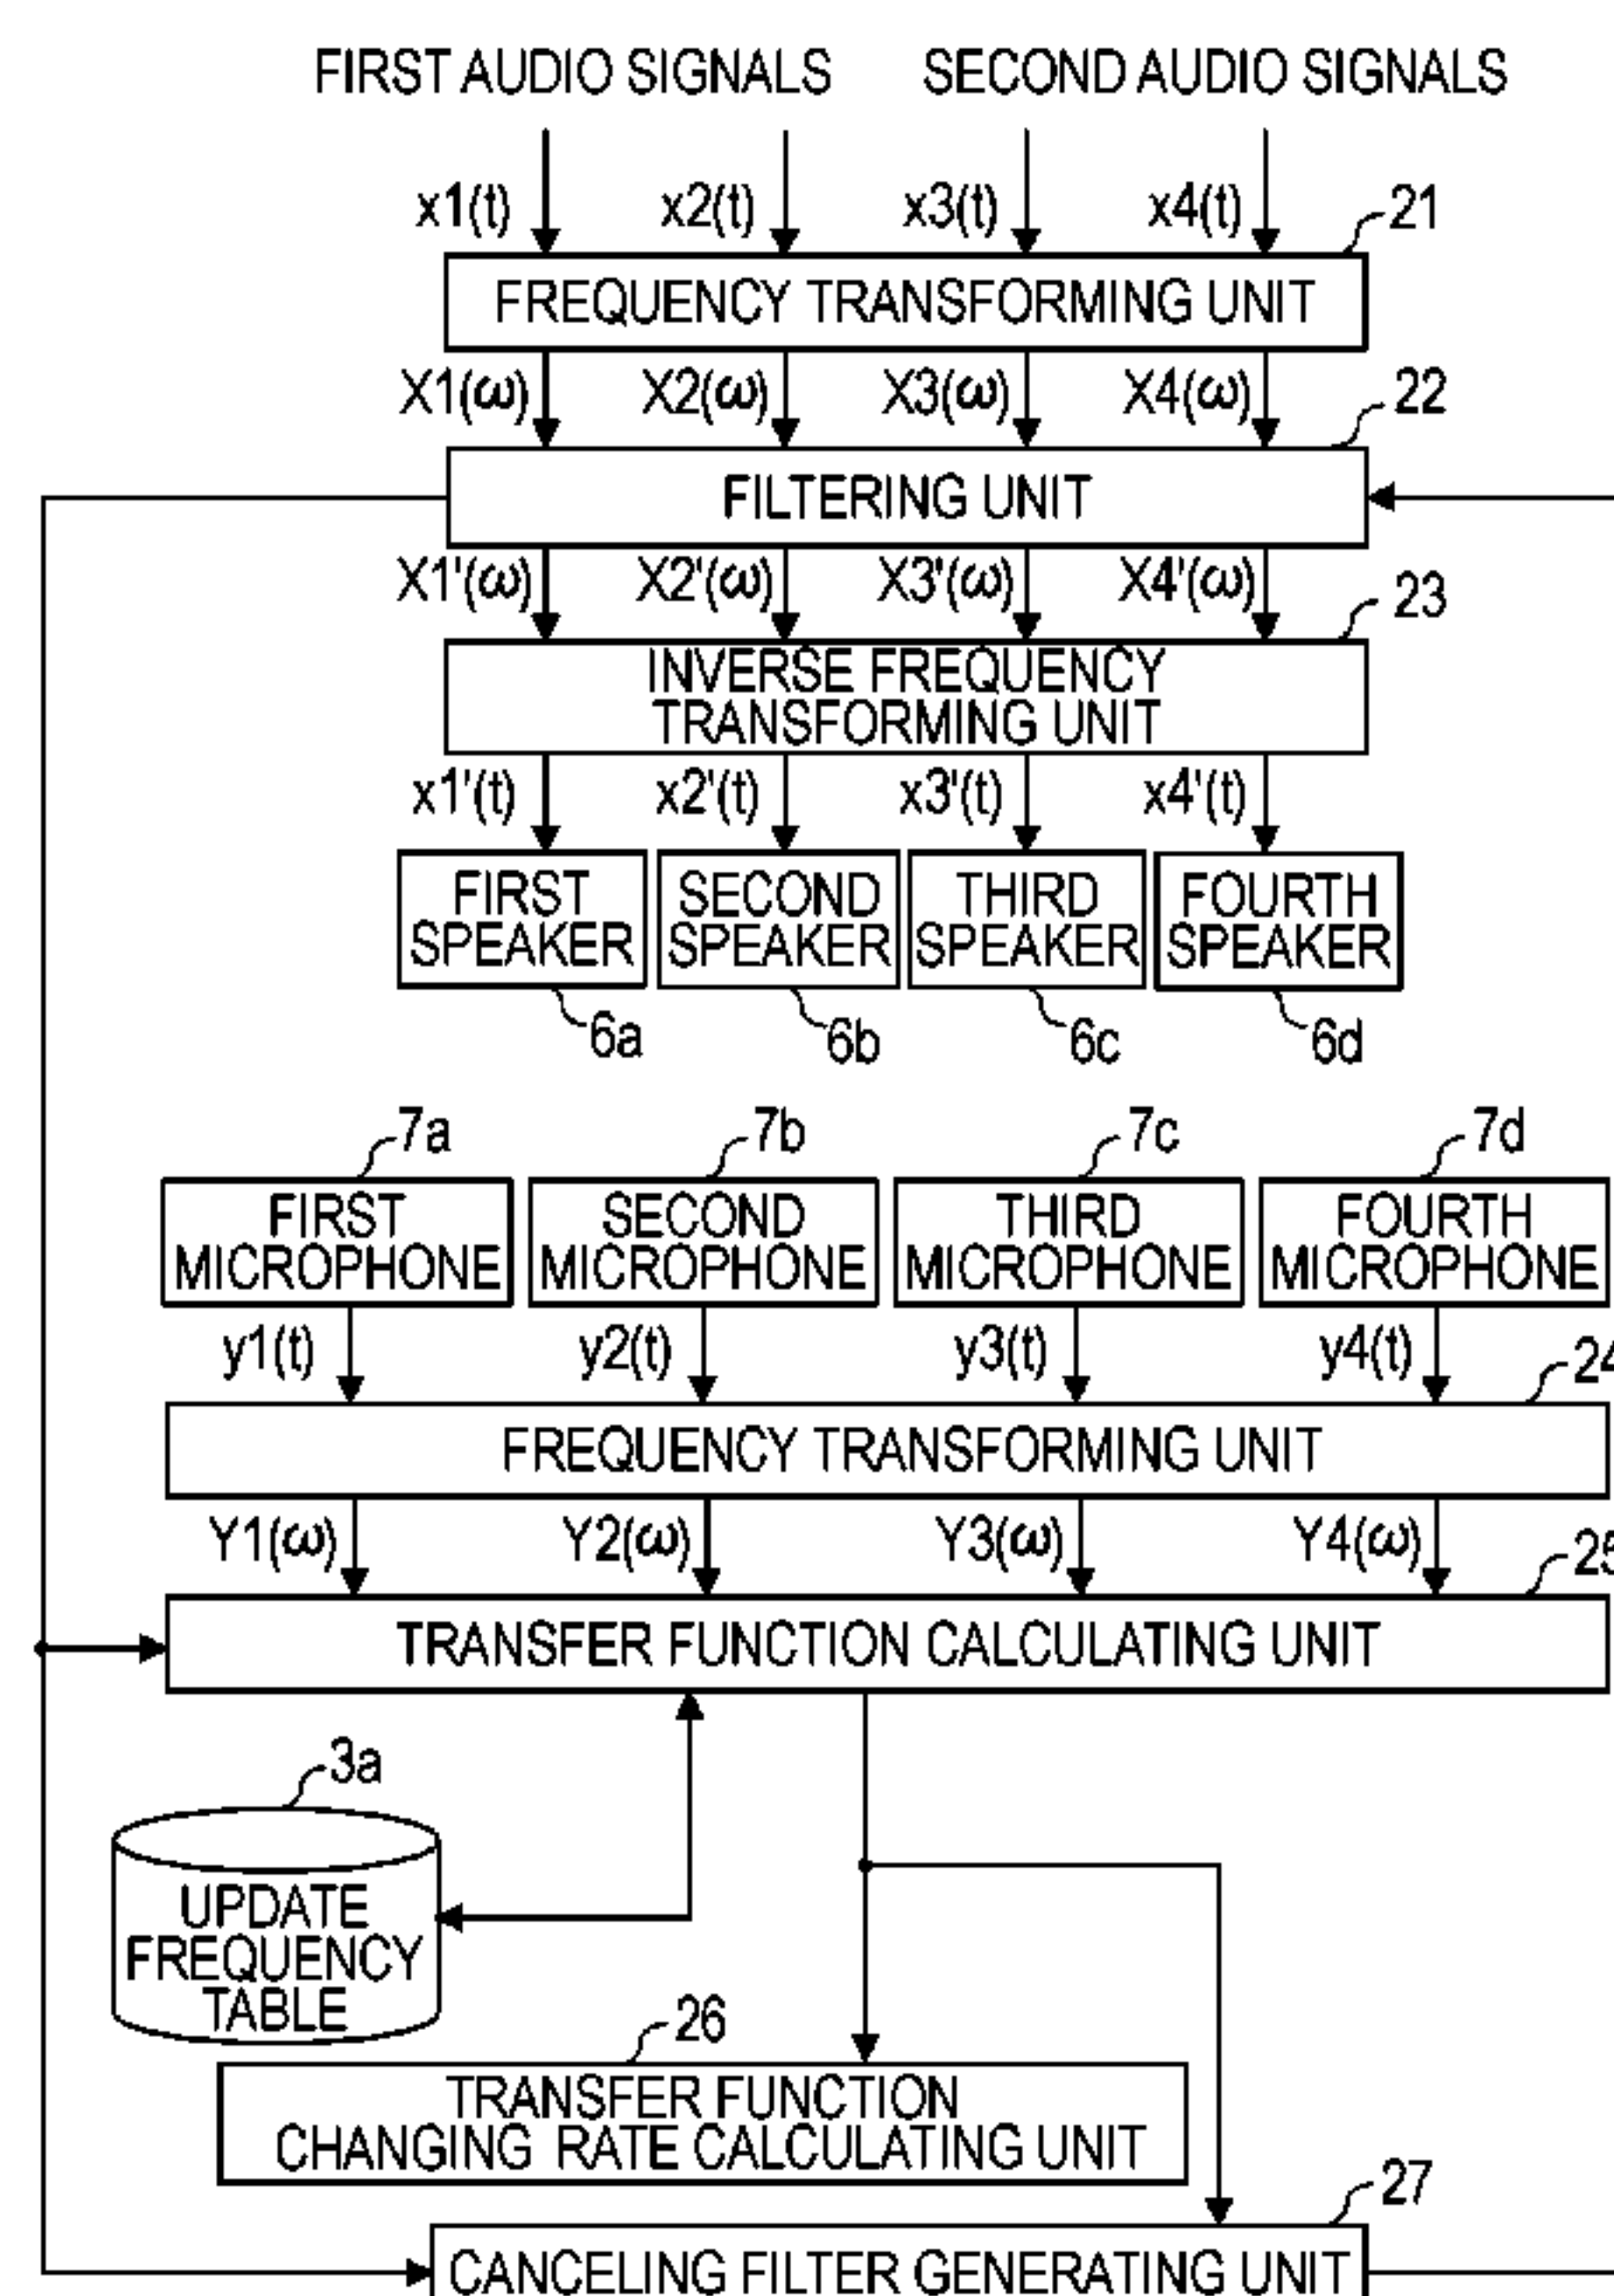 FIRST AUDIO SIGNALS SECOND AUDIO SIGNALS
x1(t) x2(t) x3(t) x4(t) 21
FREQUENCY TRANSFORMING UNIT
X1(ω) X2(ω) X3(ω) X4(ω) 22
FILTERING UNIT
X1'(ω) X2'(ω) X3'(ω) X4'(ω) 23
INVERSE FREQUENCY
TRANSFORMING UNIT
x1'(t) x2'(t) x3'(t) x4'(t)
FIRST
SPEAKER
SECOND
SPEAKER
THIRD
SPEAKER
FOURTH
SPEAKER
6a 6b 6c 6d
7a 7b 7c 7d
FIRST
MICROPHONE
SECOND
MICROPHONE
THIRD
MICROPHONE
FOURTH
MICROPHONE
y1(t) y2(t) y3(t) y4(t) 24
FREQUENCY TRANSFORMING UNIT
Y1(ω) Y2(ω) Y3(ω) Y4(ω) 25
TRANSFER FUNCTION CALCULATING UNIT
3a
UPDATE
FREQUENCY
TABLE
26
TRANSFER FUNCTION
CHANGING RATE CALCULATING UNIT
27
CANCELING FILTER GENERATING UNIT